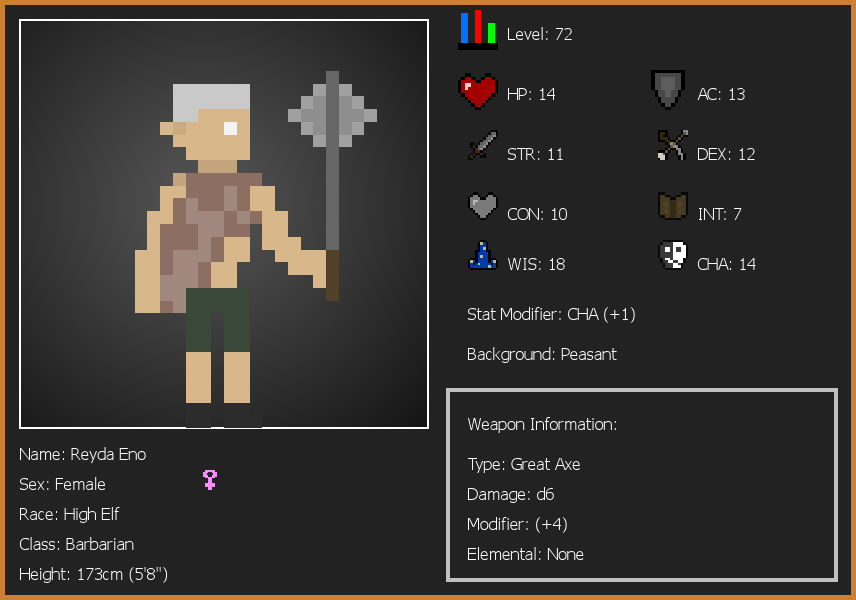 Level: 72
HP: 14
AC: 13
STR: 11
DEX: 12
CON: 10
INT: 7
WIS: 18
CHA: 14
Stat Modifier: CHA (+1)
Background: Peasant
Weapon Information:
Type: Great Axe
Damage: d6
Modifier: (+4)
Elemental: None
Name: Reyda Eno
Sex: Female
Race: High Elf
Class: Barbarian
Height: 173cm (5'8")